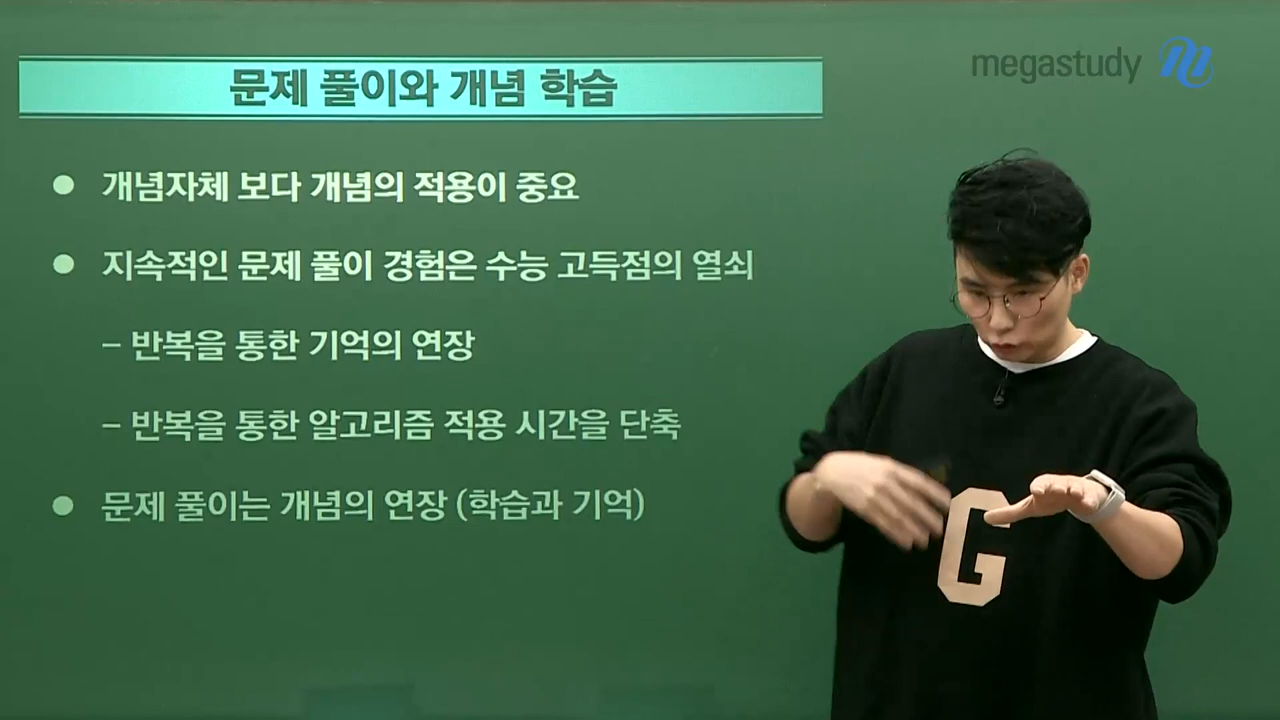 문제 풀이와 개념 학습
megastudy
● 개념자체 보다 개념의 적용이 중요
● 지속적인 문제 풀이 경험은 수능 고득점의 열쇠
– 반복을 통한 기억의 연장
– 반복을 통한 알고리즘 적용 시간을 단축
● 문제 풀이는 개념의 연장 (학습과 기억)
G